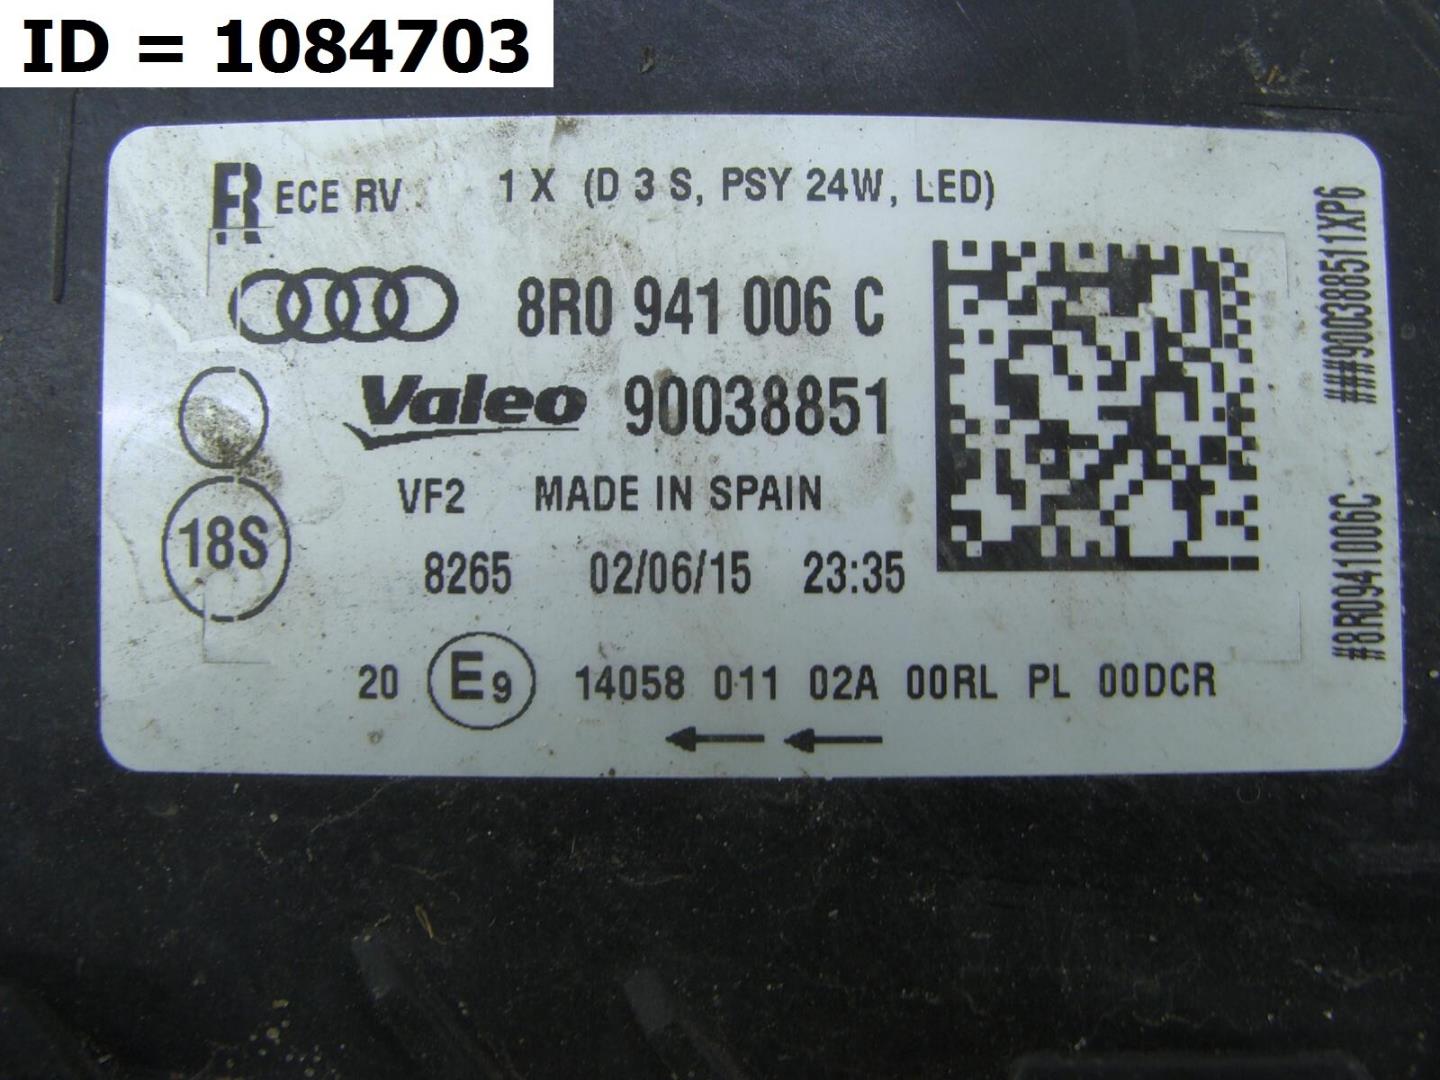 ID = 1084703
R ECE RV 1 X (D 3 S, PSY 24W, LED)
8R0 941 006 C
Valeo 90038851
VF2 MADE IN SPAIN
18S
8265 02/06/15 23:35
20 E9 14058 011 02A 00RL PL 00DCR
###900388511XP6
#8R0941006C